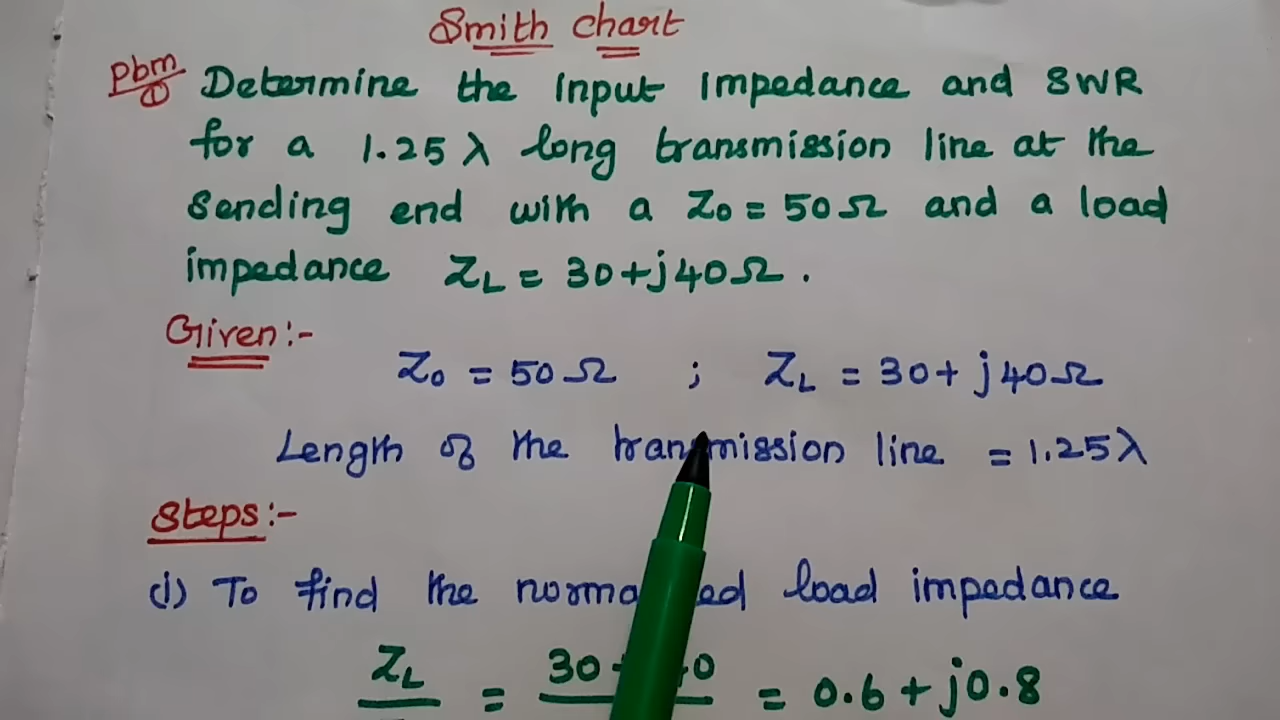 Smith chart
Pbm ① Determine the Input Impedance and SWR
for a 1.25 λ long transmission line at the
sending end with a Z₀ = 50 Ω and a load
impedance Z_L = 30 + j40 Ω.
Given:-
Z₀ = 50 Ω ; Z_L = 30 + j40 Ω
Length of the transmission line = 1.25 λ
Steps:-
(i) To find the load impedance
Z_L = 30 + = 0.6 + j0.8